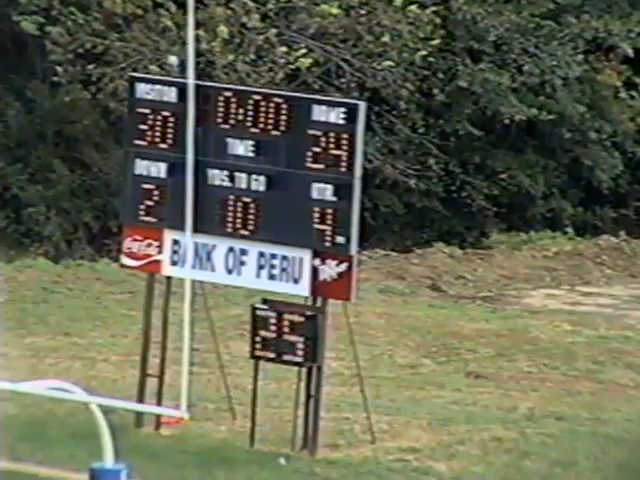 VISITOR 0:00 HOME
30 TIME 24
DOWN YDS. TO GO QTR.
2 10 4
Coca-Cola BANK OF PERU
25